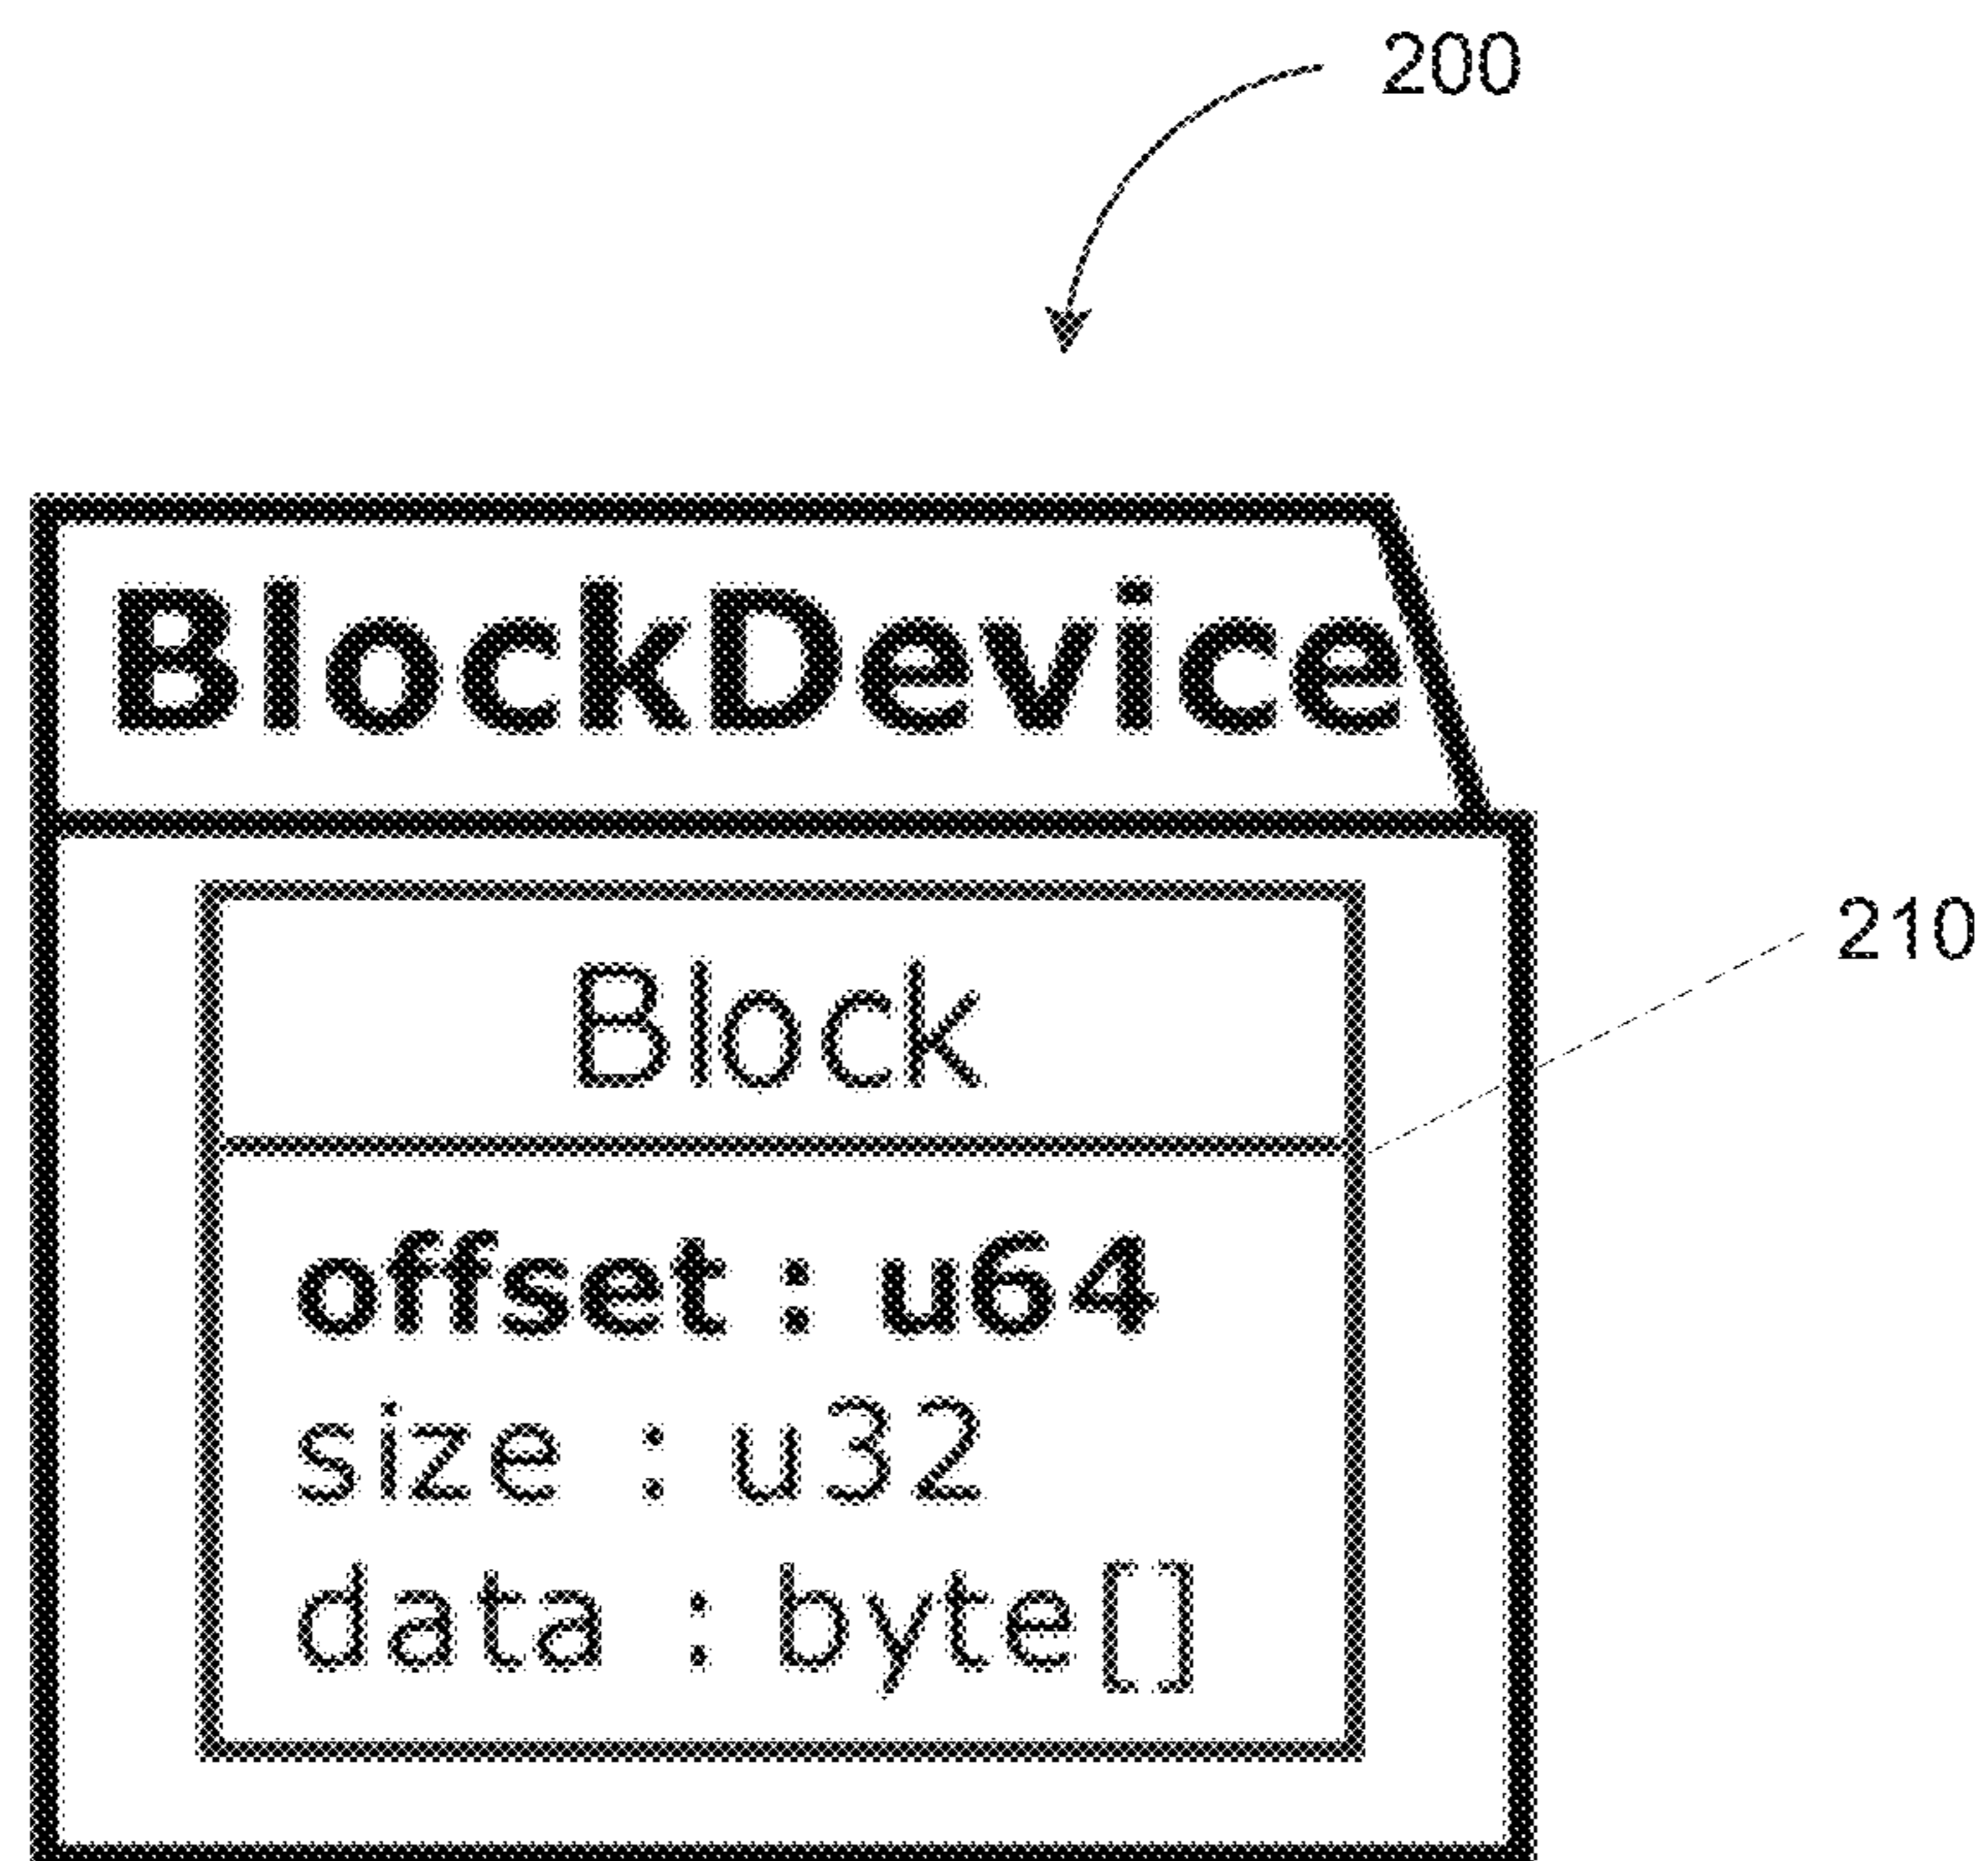 200
BlockDevice
Block
210
offset : u64
size : u32
data : byte[]